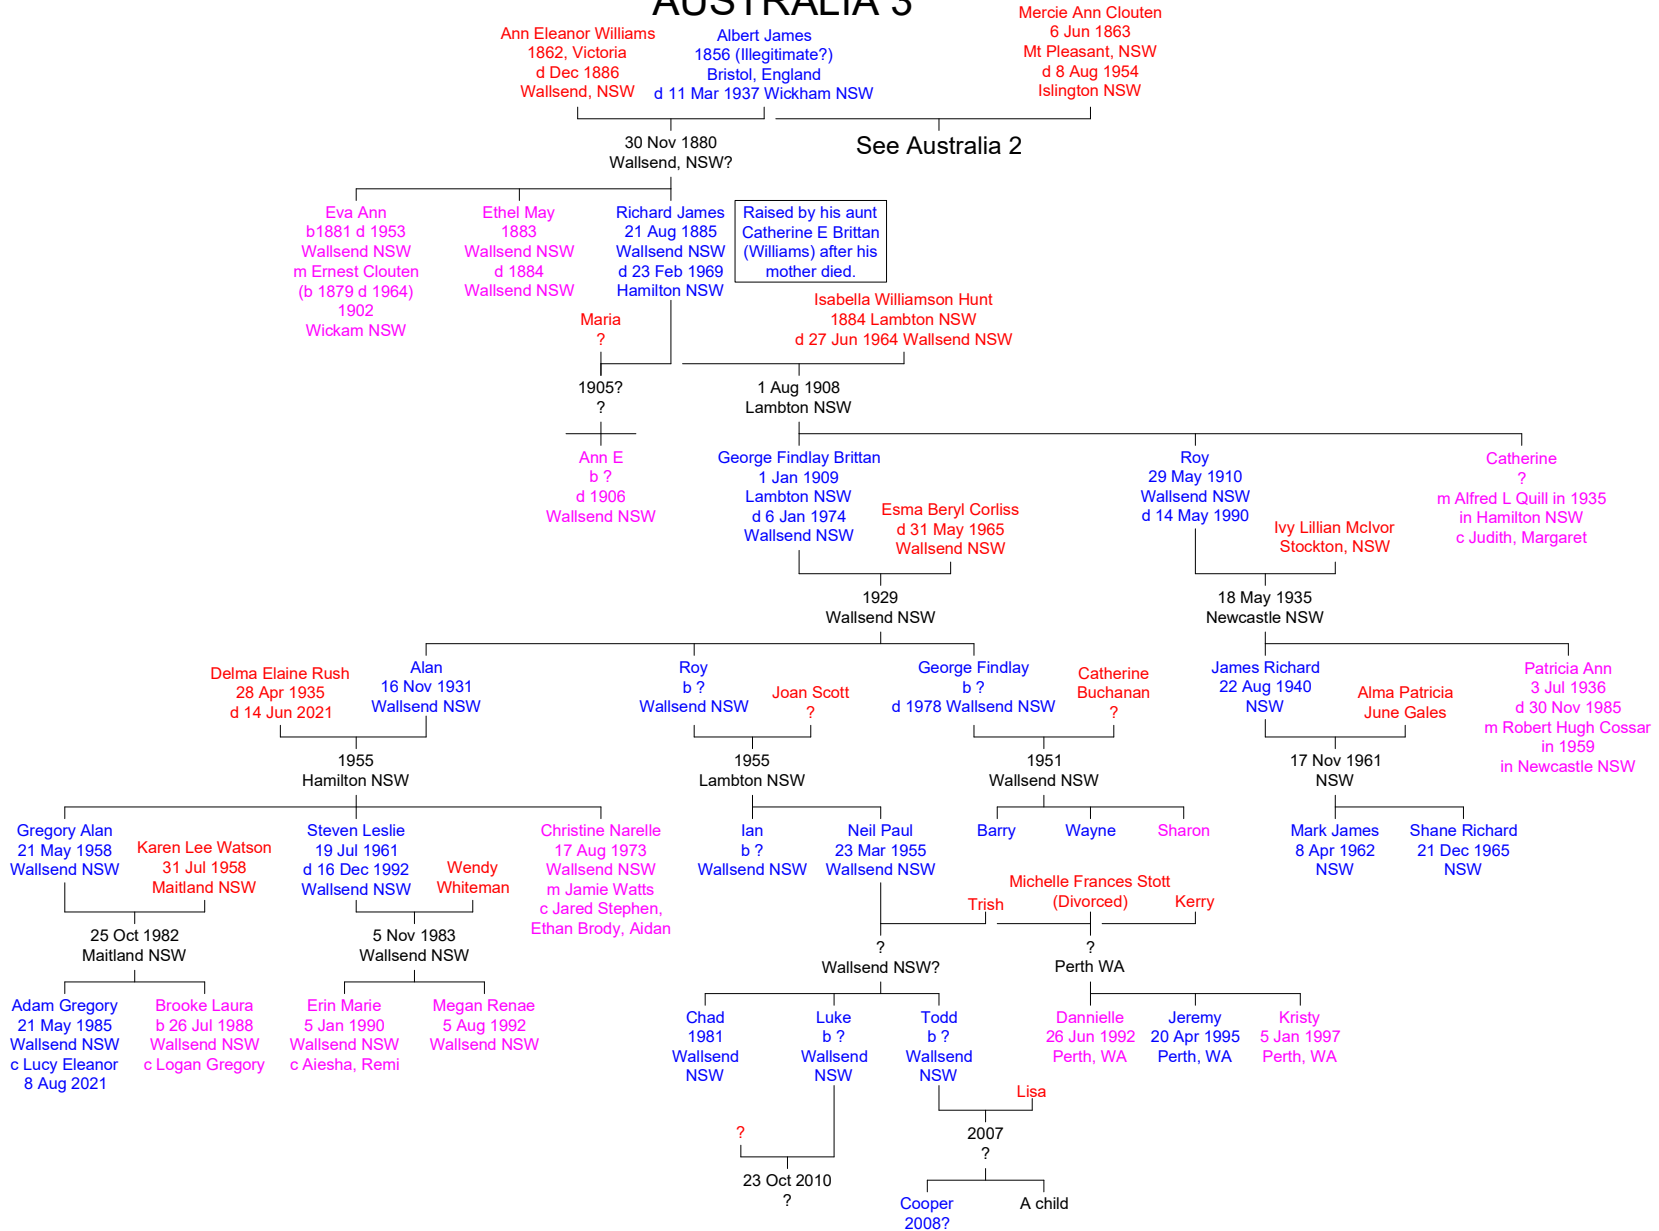 AUSTRALIA 3
Ann Eleanor Williams
1862, Victoria
d Dec 1886
Wallsend, NSW
Albert James
1856 (Illegitimate?)
Bristol, England
d 11 Mar 1937 Wickham NSW
Mercie Ann Clouten
6 Jun 1863
Mt Pleasant, NSW
d 8 Aug 1954
Islington NSW
30 Nov 1880
Wallsend, NSW?
See Australia 2
Eva Ann
b1881 d 1953
Wallsend NSW
m Ernest Clouten
(b 1879 d 1964)
1902
Wickam NSW
Ethel May
1883
Wallsend NSW
d 1884
Wallsend NSW
Richard James
21 Aug 1885
Wallsend NSW
d 23 Feb 1969
Hamilton NSW
Raised by his aunt
Catherine E Brittan
(Williams) after his
mother died.
Maria
?
Isabella Williamson Hunt
1884 Lambton NSW
d 27 Jun 1964 Wallsend NSW
1905?
?
1 Aug 1908
Lambton NSW
Ann E
b ?
d 1906
Wallsend NSW
George Findlay Brittan
1 Jan 1909
Lambton NSW
d 6 Jan 1974
Wallsend NSW
Esma Beryl Corliss
d 31 May 1965
Wallsend NSW
Roy
29 May 1910
Wallsend NSW
d 14 May 1990
Ivy Lillian McIvor
Stockton, NSW
Catherine
?
m Alfred L Quill in 1935
in Hamilton NSW
c Judith, Margaret
1929
Wallsend NSW
18 May 1935
Newcastle NSW
Delma Elaine Rush
28 Apr 1935
d 14 Jun 2021
Alan
16 Nov 1931
Wallsend NSW
Roy
b ?
Wallsend NSW
Joan Scott
?
George Findlay
b ?
d 1978 Wallsend NSW
Catherine
Buchanan
?
James Richard
22 Aug 1940
NSW
Alma Patricia
June Gales
Patricia Ann
3 Jul 1936
d 30 Nov 1985
m Robert Hugh Cossar
in 1959
in Newcastle NSW
1955
Hamilton NSW
1955
Lambton NSW
1951
Wallsend NSW
17 Nov 1961
NSW
Gregory Alan
21 May 1958
Wallsend NSW
Karen Lee Watson
31 Jul 1958
Maitland NSW
Steven Leslie
19 Jul 1961
d 16 Dec 1992
Wallsend NSW
Wendy
Whiteman
Christine Narelle
17 Aug 1973
Wallsend NSW
m Jamie Watts
c Jared Stephen,
Ethan Brody, Aidan
Ian
b ?
Wallsend NSW
Neil Paul
23 Mar 1955
Wallsend NSW
Barry
Wayne
Sharon
Mark James
8 Apr 1962
NSW
Shane Richard
21 Dec 1965
NSW
Trish
Michelle Frances Stott
(Divorced)
Kerry
25 Oct 1982
Maitland NSW
5 Nov 1983
Wallsend NSW
?
Wallsend NSW?
?
Perth WA
Adam Gregory
21 May 1985
Wallsend NSW
c Lucy Eleanor
8 Aug 2021
Brooke Laura
b 26 Jul 1988
Wallsend NSW
c Logan Gregory
Erin Marie
5 Jan 1990
Wallsend NSW
c Aiesha, Remi
Megan Renae
5 Aug 1992
Wallsend NSW
Chad
1981
Wallsend
NSW
Luke
b ?
Wallsend
NSW
Todd
b ?
Wallsend
NSW
Dannielle
26 Jun 1992
Perth, WA
Jeremy
20 Apr 1995
Perth, WA
Kristy
5 Jan 1997
Perth, WA
Lisa
?
23 Oct 2010
?
2007
?
Cooper
2008?
A child